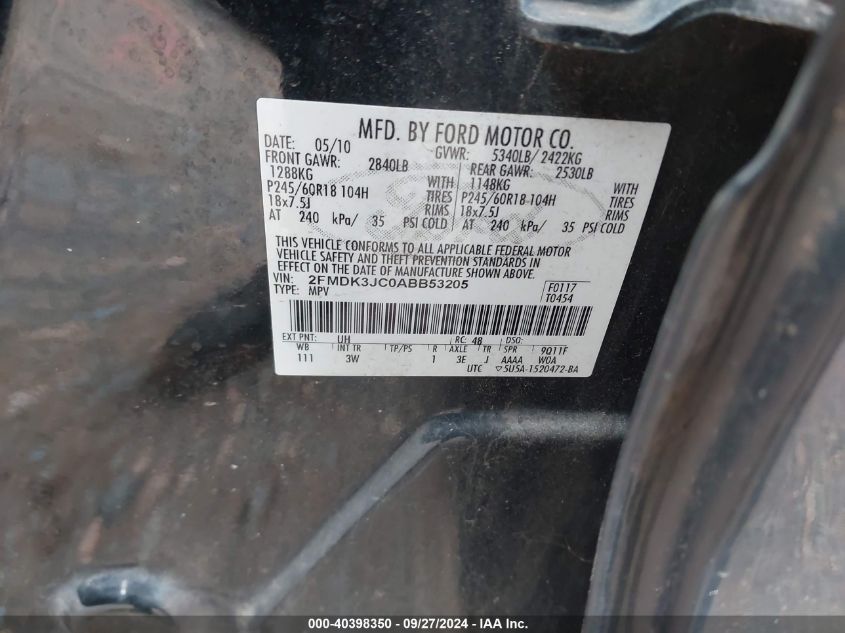 MFD. BY FORD MOTOR CO.
DATE: 05/10 GVWR: 5340LB/ 2422KG
FRONT GAWR: 2840LB REAR GAWR: 2530LB
1288KG WITH 1148KG WITH
P245/60R18 104H TIRES P245/60R18 104H TIRES
18x7.5J RIMS 18x7.5J RIMS
AT 240 kPa/ 35 PSI COLD AT 240 kPa/ 35 PSI COLD
THIS VEHICLE CONFORMS TO ALL APPLICABLE FEDERAL MOTOR
VEHICLE SAFETY AND THEFT PREVENTION STANDARDS IN
EFFECT ON THE DATE OF MANUFACTURE SHOWN ABOVE.
VIN: 2FMDK3JC0ABB53205 F0117
TYPE: MPV T0454
EXT PNT: UH RC: 48 DSO:
WB INT TR TP/PS R AXLE TR SPR 9011F
111 3W 1 3E J AAAA W0A
UTC ▽5U5A-1520472-BA
000-40398350 / 09/27/2024 - IAA Inc.